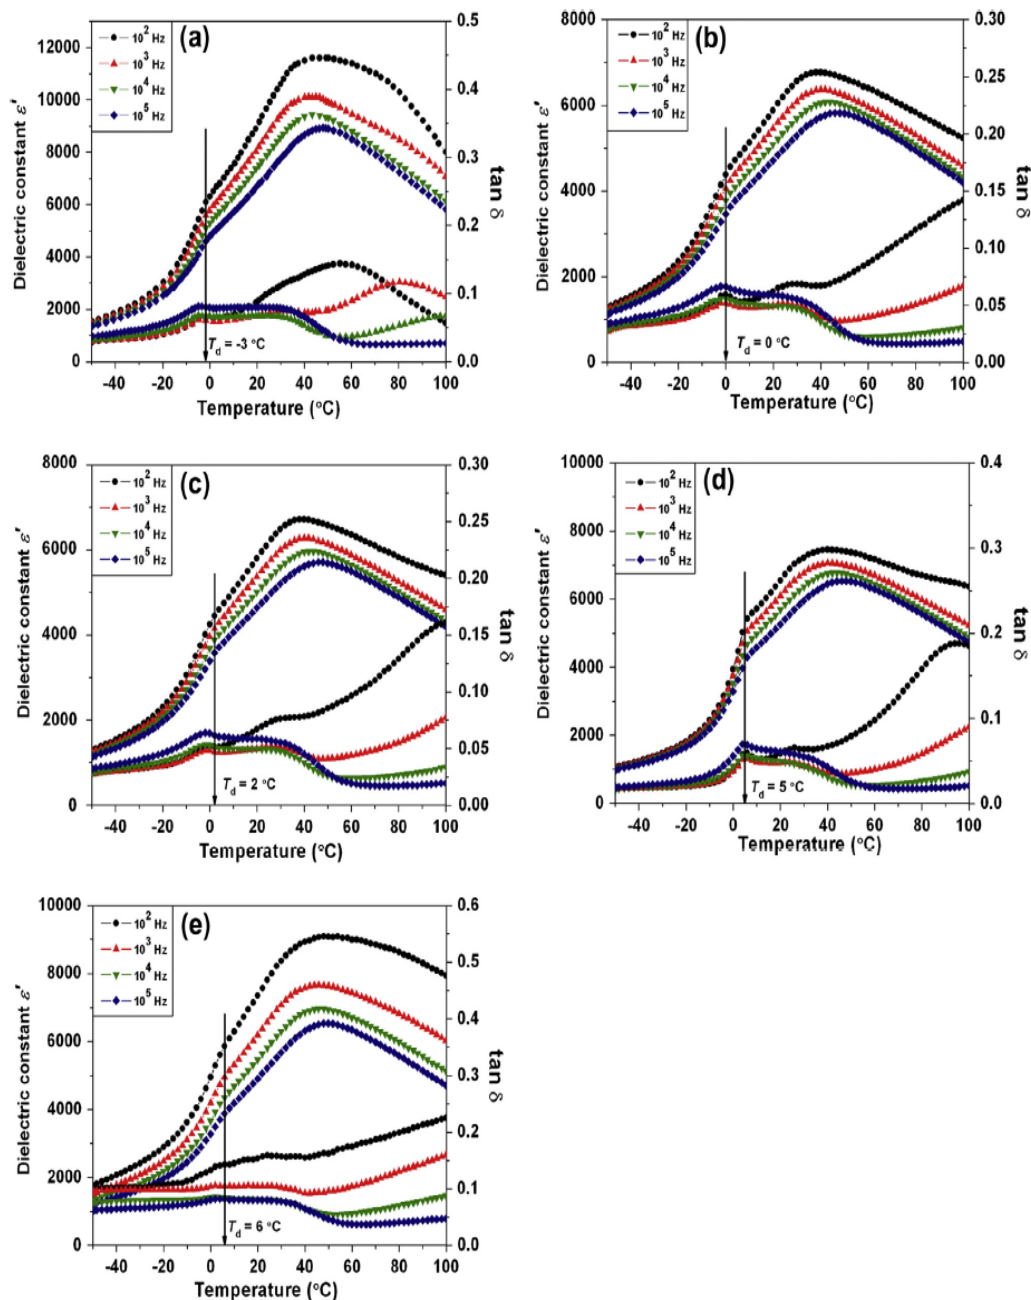 (a)
10² Hz
10³ Hz
10⁴ Hz
10⁵ Hz
12000
10000
8000
6000
4000
2000
0
Dielectric constant ε′
0.5
0.4
0.3
0.2
0.1
0.0
tan δ
T_d = -3 °C
-40 -20 0 20 40 60 80 100
Temperature (°C)
(b)
10² Hz
10³ Hz
10⁴ Hz
10⁵ Hz
8000
6000
4000
2000
0
Dielectric constant ε′
0.30
0.25
0.20
0.15
0.10
0.05
0.00
tan δ
T_d = 0 °C
-40 -20 0 20 40 60 80 100
Temperature (°C)
(c)
10² Hz
10³ Hz
10⁴ Hz
10⁵ Hz
8000
6000
4000
2000
0
Dielectric constant ε′
0.30
0.25
0.20
0.15
0.10
0.05
0.00
tan δ
T_d = 2 °C
-40 -20 0 20 40 60 80 100
Temperature (°C)
(d)
10² Hz
10³ Hz
10⁴ Hz
10⁵ Hz
10000
8000
6000
4000
2000
0
Dielectric constant ε′
0.4
0.3
0.2
0.1
0.0
tan δ
T_d = 5 °C
-40 -20 0 20 40 60 80 100
Temperature (°C)
(e)
10² Hz
10³ Hz
10⁴ Hz
10⁵ Hz
10000
8000
6000
4000
2000
0
Dielectric constant ε′
0.6
0.5
0.4
0.3
0.2
0.1
0.0
tan δ
T_d = 6 °C
-40 -20 0 20 40 60 80 100
Temperature (°C)